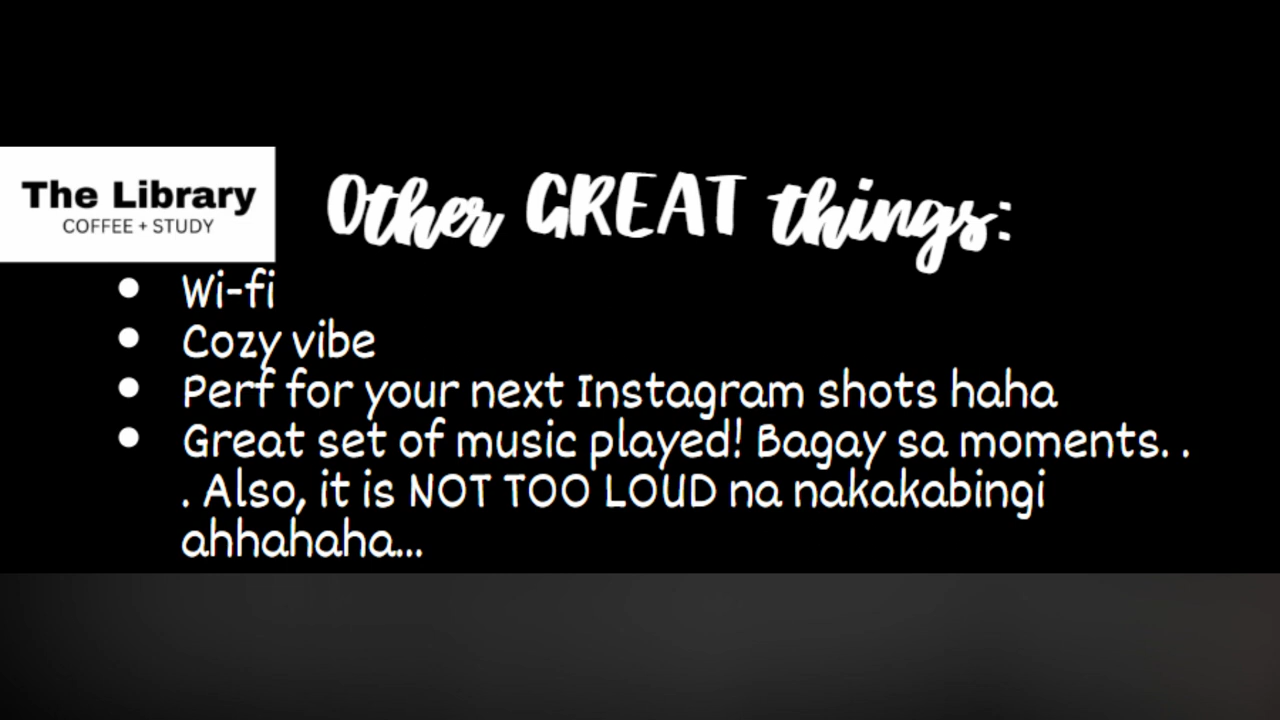 The Library
COFFEE + STUDY
Other GREAT things:
● Wi-fi
● Cozy vibe
● Perf for your next Instagram shots haha
● Great set of music played! Bagay sa moments. .
. Also, it is NOT TOO LOUD na nakakabingi
ahhahaha...